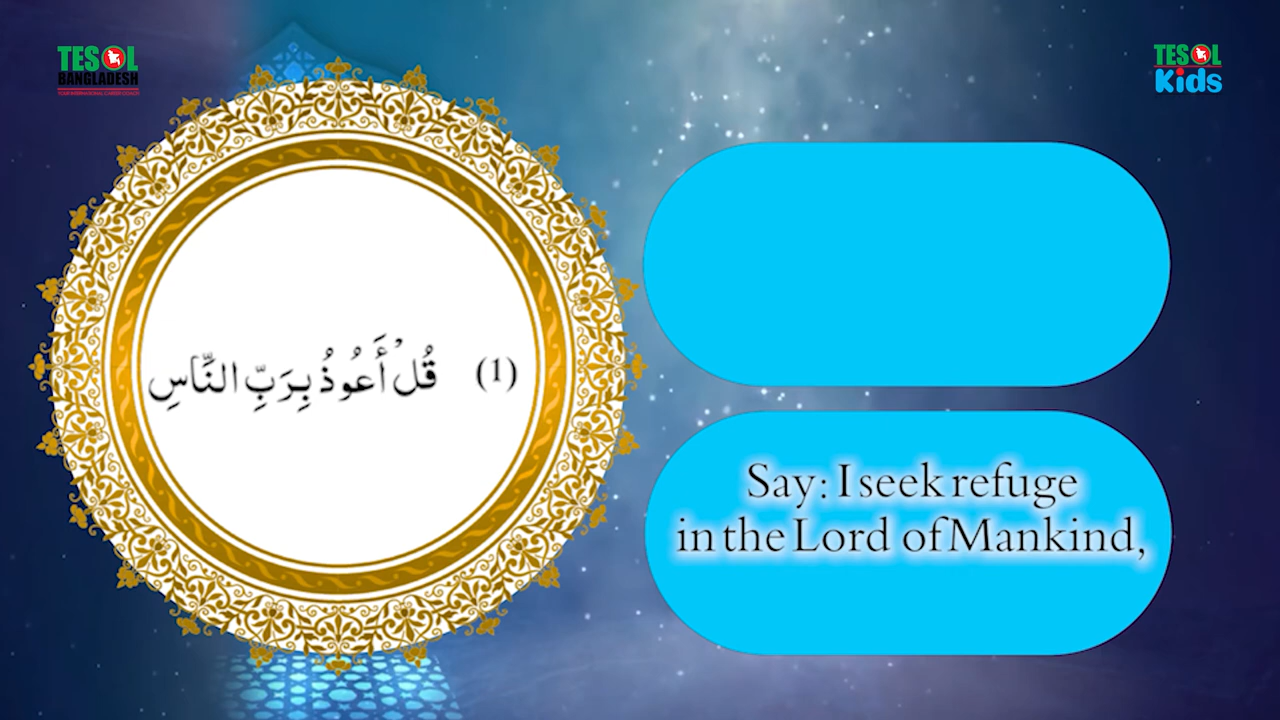 TESOL
BANGLADESH
TESOL
Kids
(1) قُلْ أَعُوذُ بِرَبِّ النَّاسِ
Say: I seek refuge
in the Lord of Mankind,